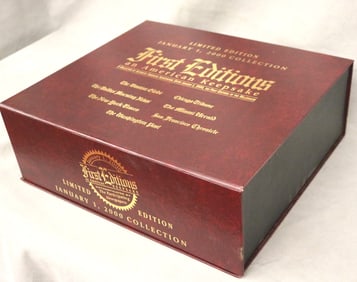 LIMITED EDITION
JANUARY 1, 2000 COLLECTION
First Editions
an American Keepsake
The Boston Globe
Chicago Tribune
The Dallas Morning News
The Miami Herald
The New York Times
San Francisco Chronicle
The Washington Post
First Editions
LIMITED EDITION
JANUARY 1, 2000 COLLECTION